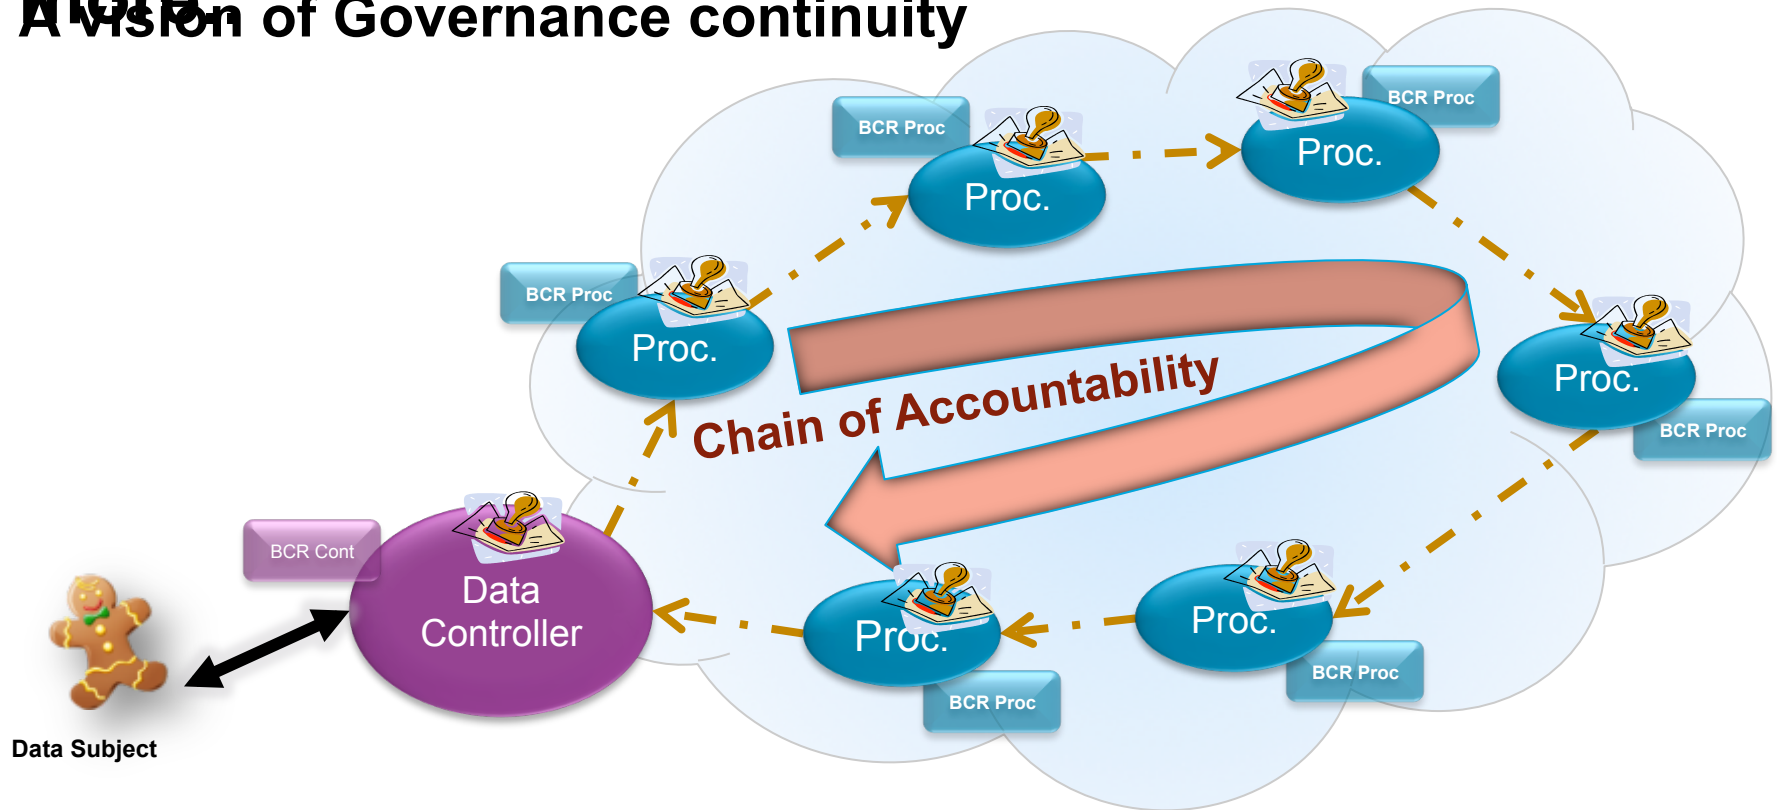 more..
A vision of Governance continuity
BCR Proc
Proc.
BCR Proc
Proc.
BCR Proc
Proc.
Proc.
BCR Proc
Chain of Accountability
BCR Cont
Data
Controller
Proc.
BCR Proc
Proc.
BCR Proc
Data Subject